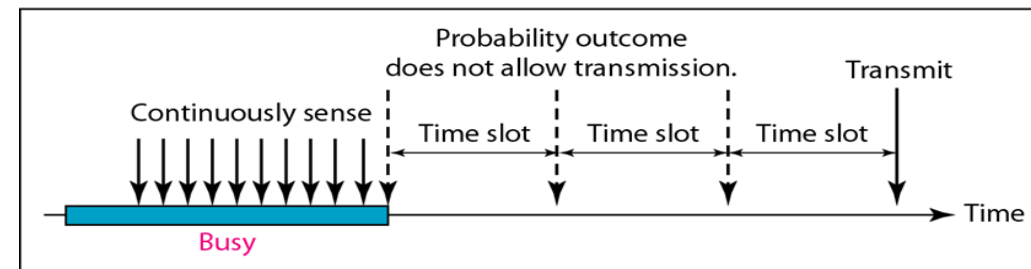 Probability outcome
does not allow transmission.
Transmit
Continuously sense
Time slot
Time slot
Time slot
Time
Busy